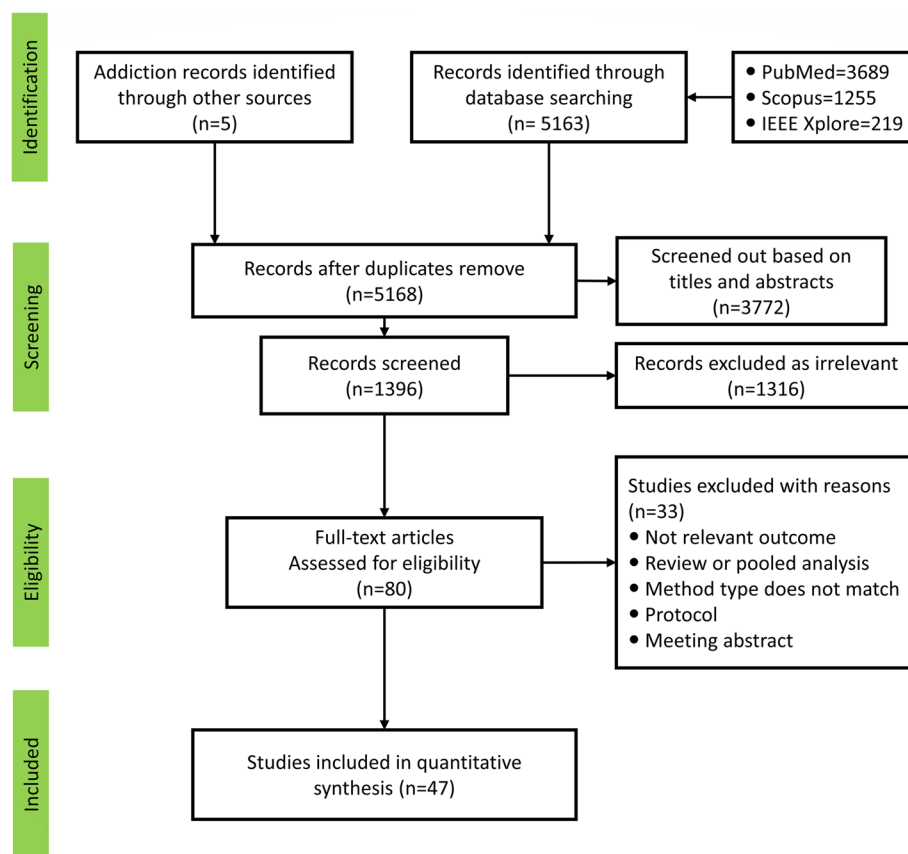 Identification
Addiction records identified
through other sources
(n=5)
Records identified through
database searching
(n= 5163)
● PubMed=3689
● Scopus=1255
● IEEE Xplore=219
Screening
Records after duplicates remove
(n=5168)
Screened out based on
titles and abstracts
(n=3772)
Records screened
(n=1396)
Records excluded as irrelevant
(n=1316)
Eligibility
Full-text articles
Assessed for eligibility
(n=80)
Studies excluded with reasons
(n=33)
● Not relevant outcome
● Review or pooled analysis
● Method type does not match
● Protocol
● Meeting abstract
Included
Studies included in quantitative
synthesis (n=47)